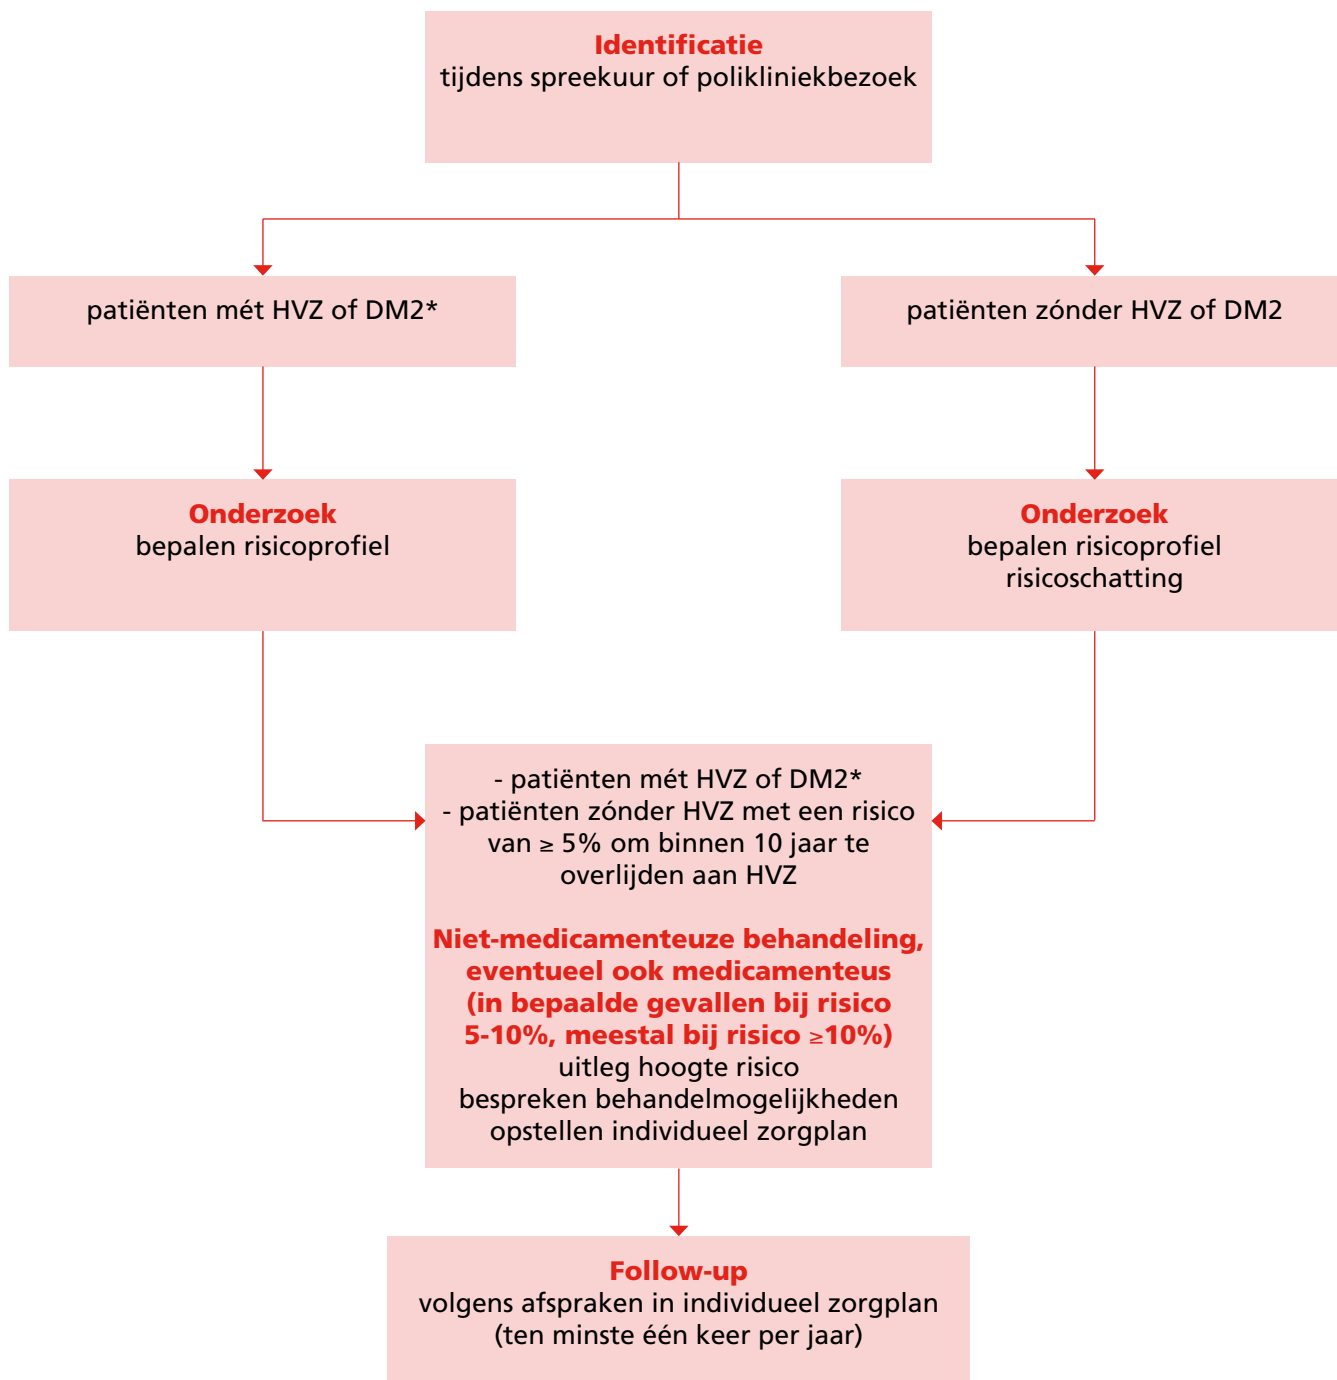 Identificatie
tijdens spreekuur of polikliniekbezoek
patiënten mét HVZ of DM2*
patiënten zónder HVZ of DM2
Onderzoek
bepalen risicoprofiel
Onderzoek
bepalen risicoprofiel
risicoschatting
- patiënten mét HVZ of DM2*
- patiënten zónder HVZ met een risico
van ≥ 5% om binnen 10 jaar te
overlijden aan HVZ
Niet-medicamenteuze behandeling,
eventueel ook medicamenteus
(in bepaalde gevallen bij risico
5-10%, meestal bij risico ≥10%)
uitleg hoogte risico
bespreken behandelmogelijkheden
opstellen individueel zorgplan
Follow-up
volgens afspraken in individueel zorgplan
(ten minste één keer per jaar)